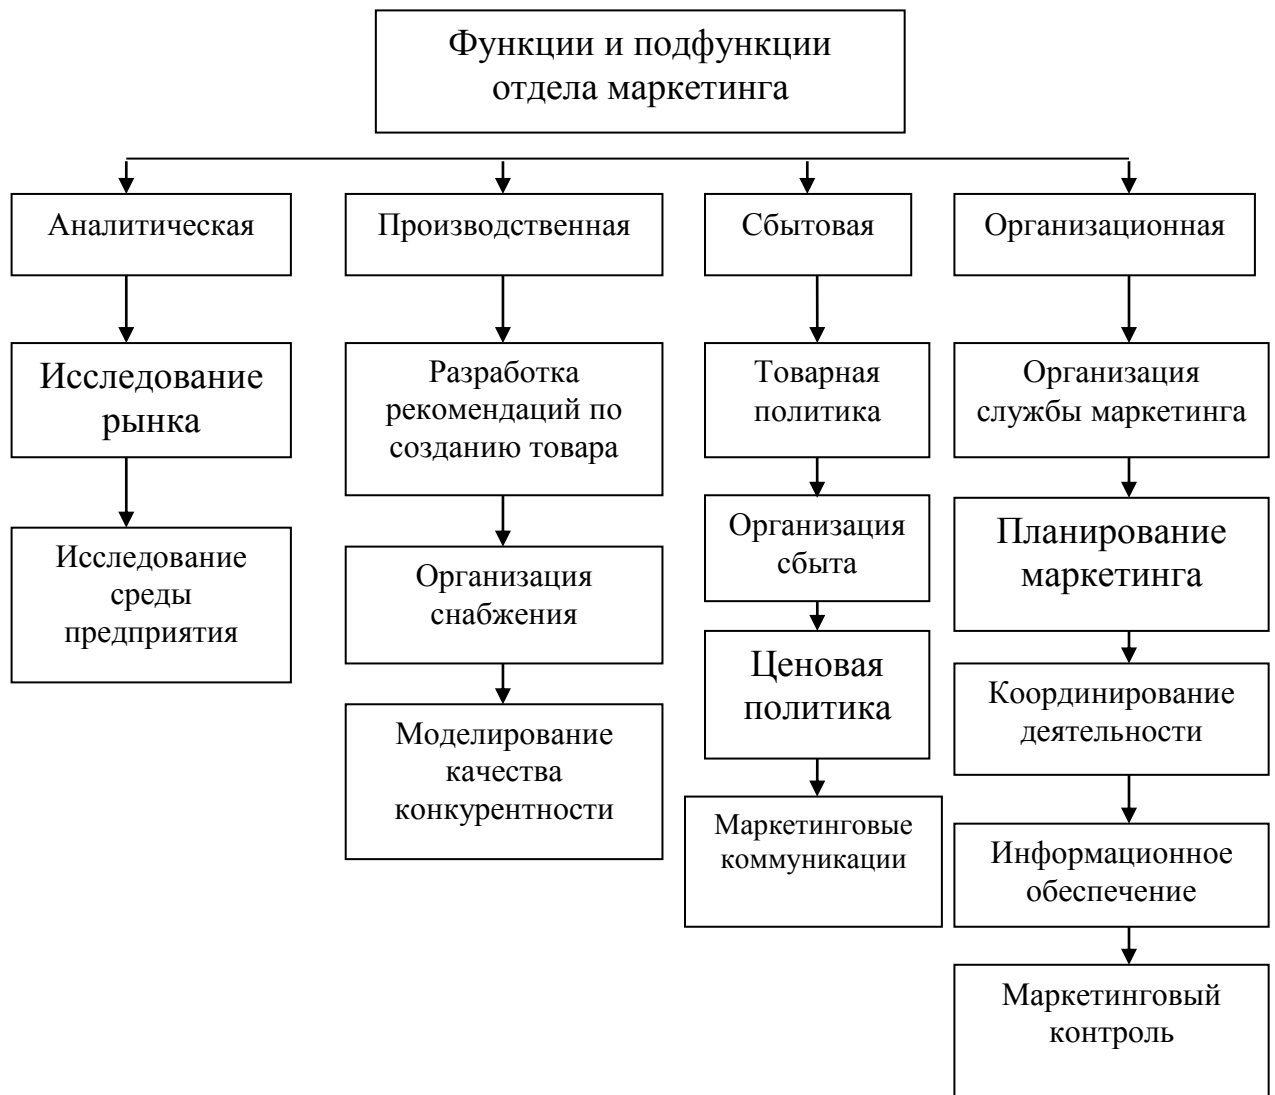 Функции и подфункции
отдела маркетинга
Аналитическая
Производственная
Сбытовая
Организационная
Исследование
рынка
Исследование
среды
предприятия
Разработка
рекомендаций по
созданию товара
Организация
снабжения
Моделирование
качества
конкурентности
Товарная
политика
Организация
сбыта
Ценовая
политика
Маркетинговые
коммуникации
Организация
службы маркетинга
Планирование
маркетинга
Координирование
деятельности
Информационное
обеспечение
Маркетинговый
контроль